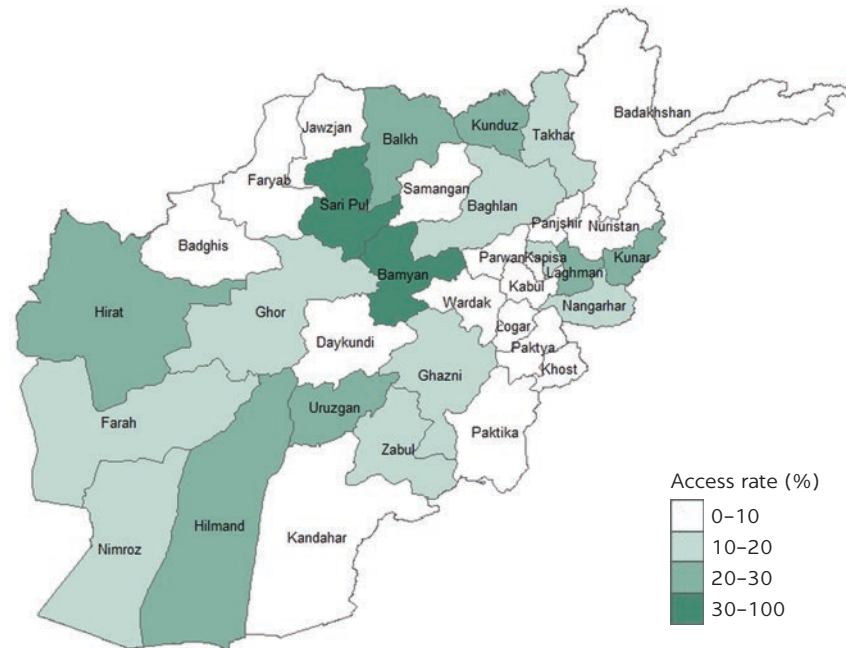 Badakhshan
Jawzjan
Kunduz
Takhar
Balkh
Faryab
Samangan
Sari Pul
Baghlan
Panjshir
Nuristan
Badghis
Parwan
Kapisa
Kunar
Bamyan
Laghman
Kabul
Wardak
Nangarhar
Hirat
Ghor
Logar
Daykundi
Paktya
Khost
Ghazni
Uruzgan
Farah
Paktika
Zabul
Hilmand
Kandahar
Nimroz
Access rate (%)
0–10
10–20
20–30
30–100